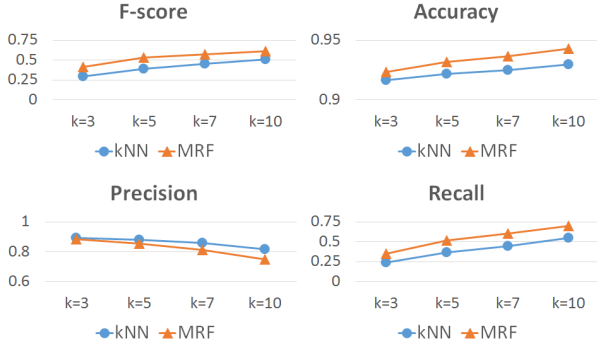 F-score
0.75
0.5
0.25
0
k=3 k=5 k=7 k=10
kNN MRF
Accuracy
0.95
0.9
k=3 k=5 k=7 k=10
kNN MRF
Precision
1
0.8
0.6
k=3 k=5 k=7 k=10
kNN MRF
Recall
0.75
0.5
0.25
0
k=3 k=5 k=7 k=10
kNN MRF